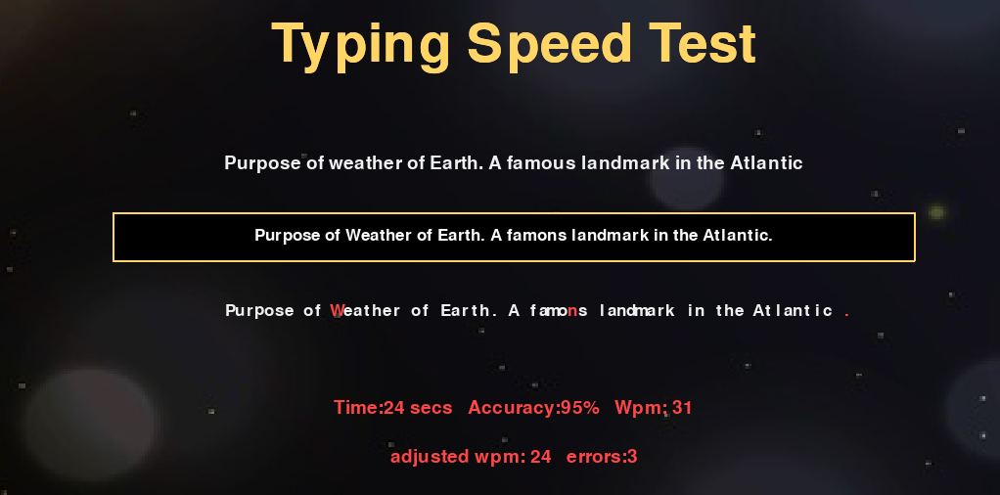 Typing Speed Test
Purpose of weather of Earth. A famous landmark in the Atlantic
Purpose of Weather of Earth. A famons landmark in the Atlantic.
Purpose of Weather of Earth. A famons landmark in the Atlantic .
Time:24 secs Accuracy:95% Wpm: 31
adjusted wpm: 24 errors:3